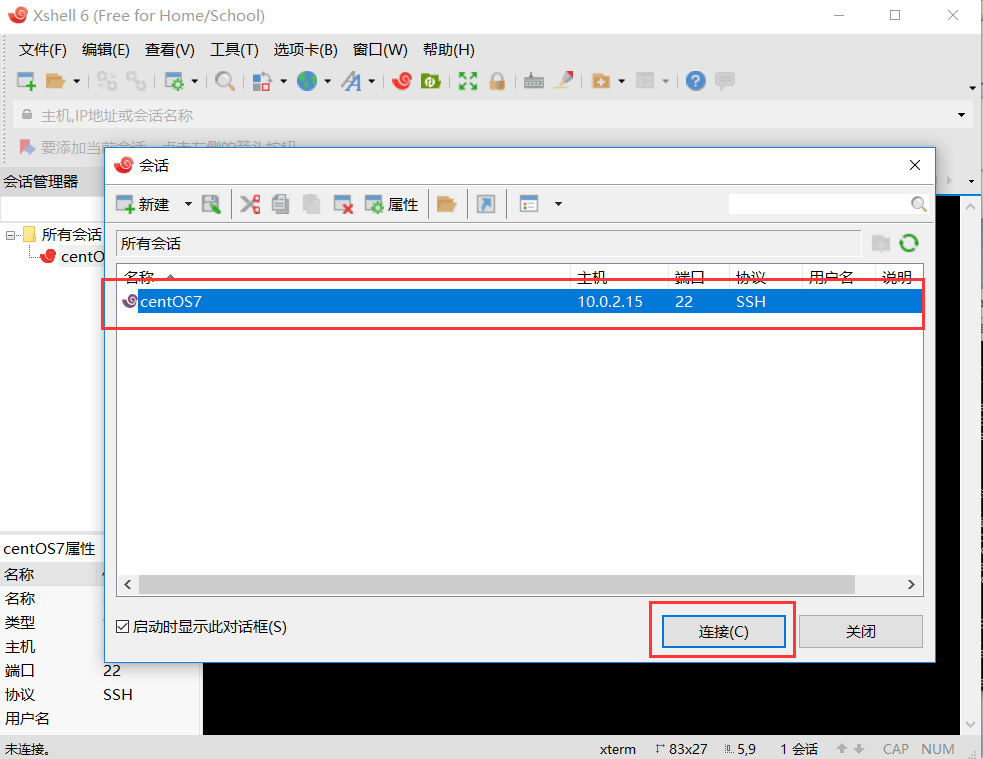 Xshell 6 (Free for Home/School)
文件(F) 编辑(E) 查看(V) 工具(T) 选项卡(B) 窗口(W) 帮助(H)
主机,IP地址或会话名称
要添加当前会话，点击左侧的箭头按钮
会话管理器
所有会话
centO
会话
新建 属性
所有会话
名称 主机 端口 协议 用户名 说明
centOS7 10.0.2.15 22 SSH
启动时显示此对话框(S)
连接(C) 关闭
centOS7属性
名称
名称
类型
主机
端口 22
协议 SSH
用户名
未连接。 xterm 83x27 5,9 1 会话 CAP NUM